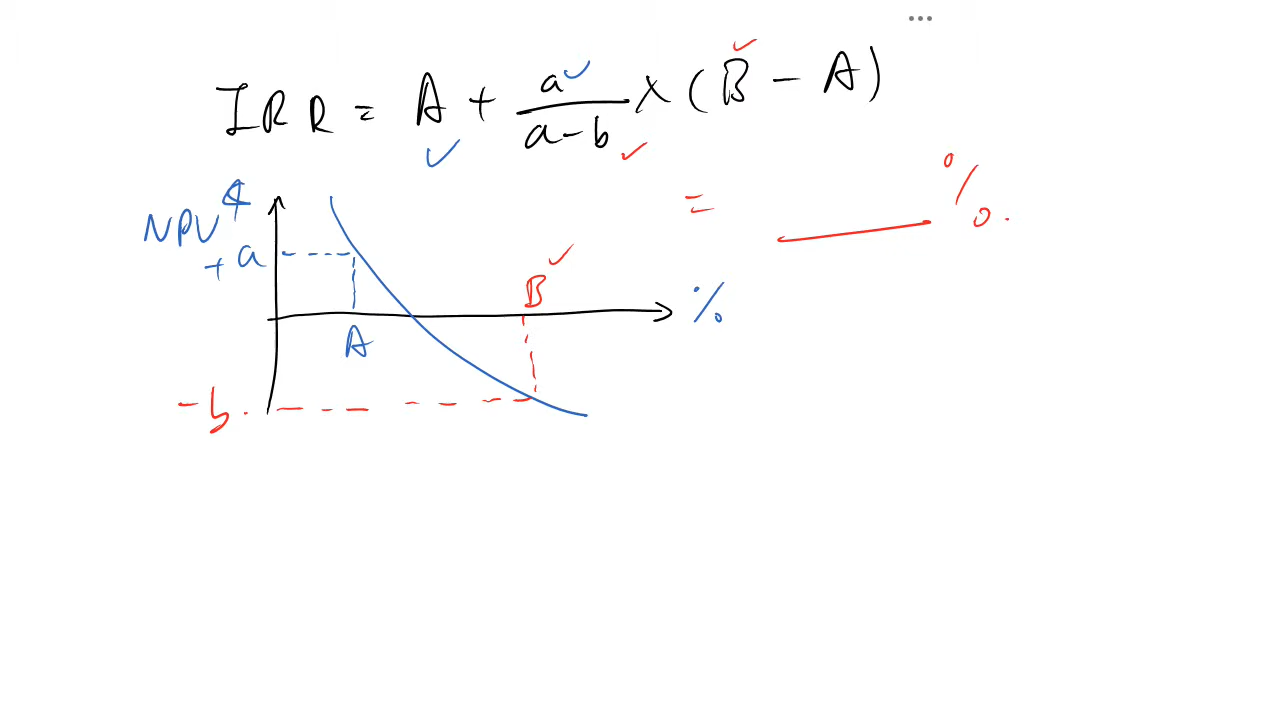 IRR = A + a/(a-b) × (B - A)
= %.
NPV $
+ a
B
%
A
-b.